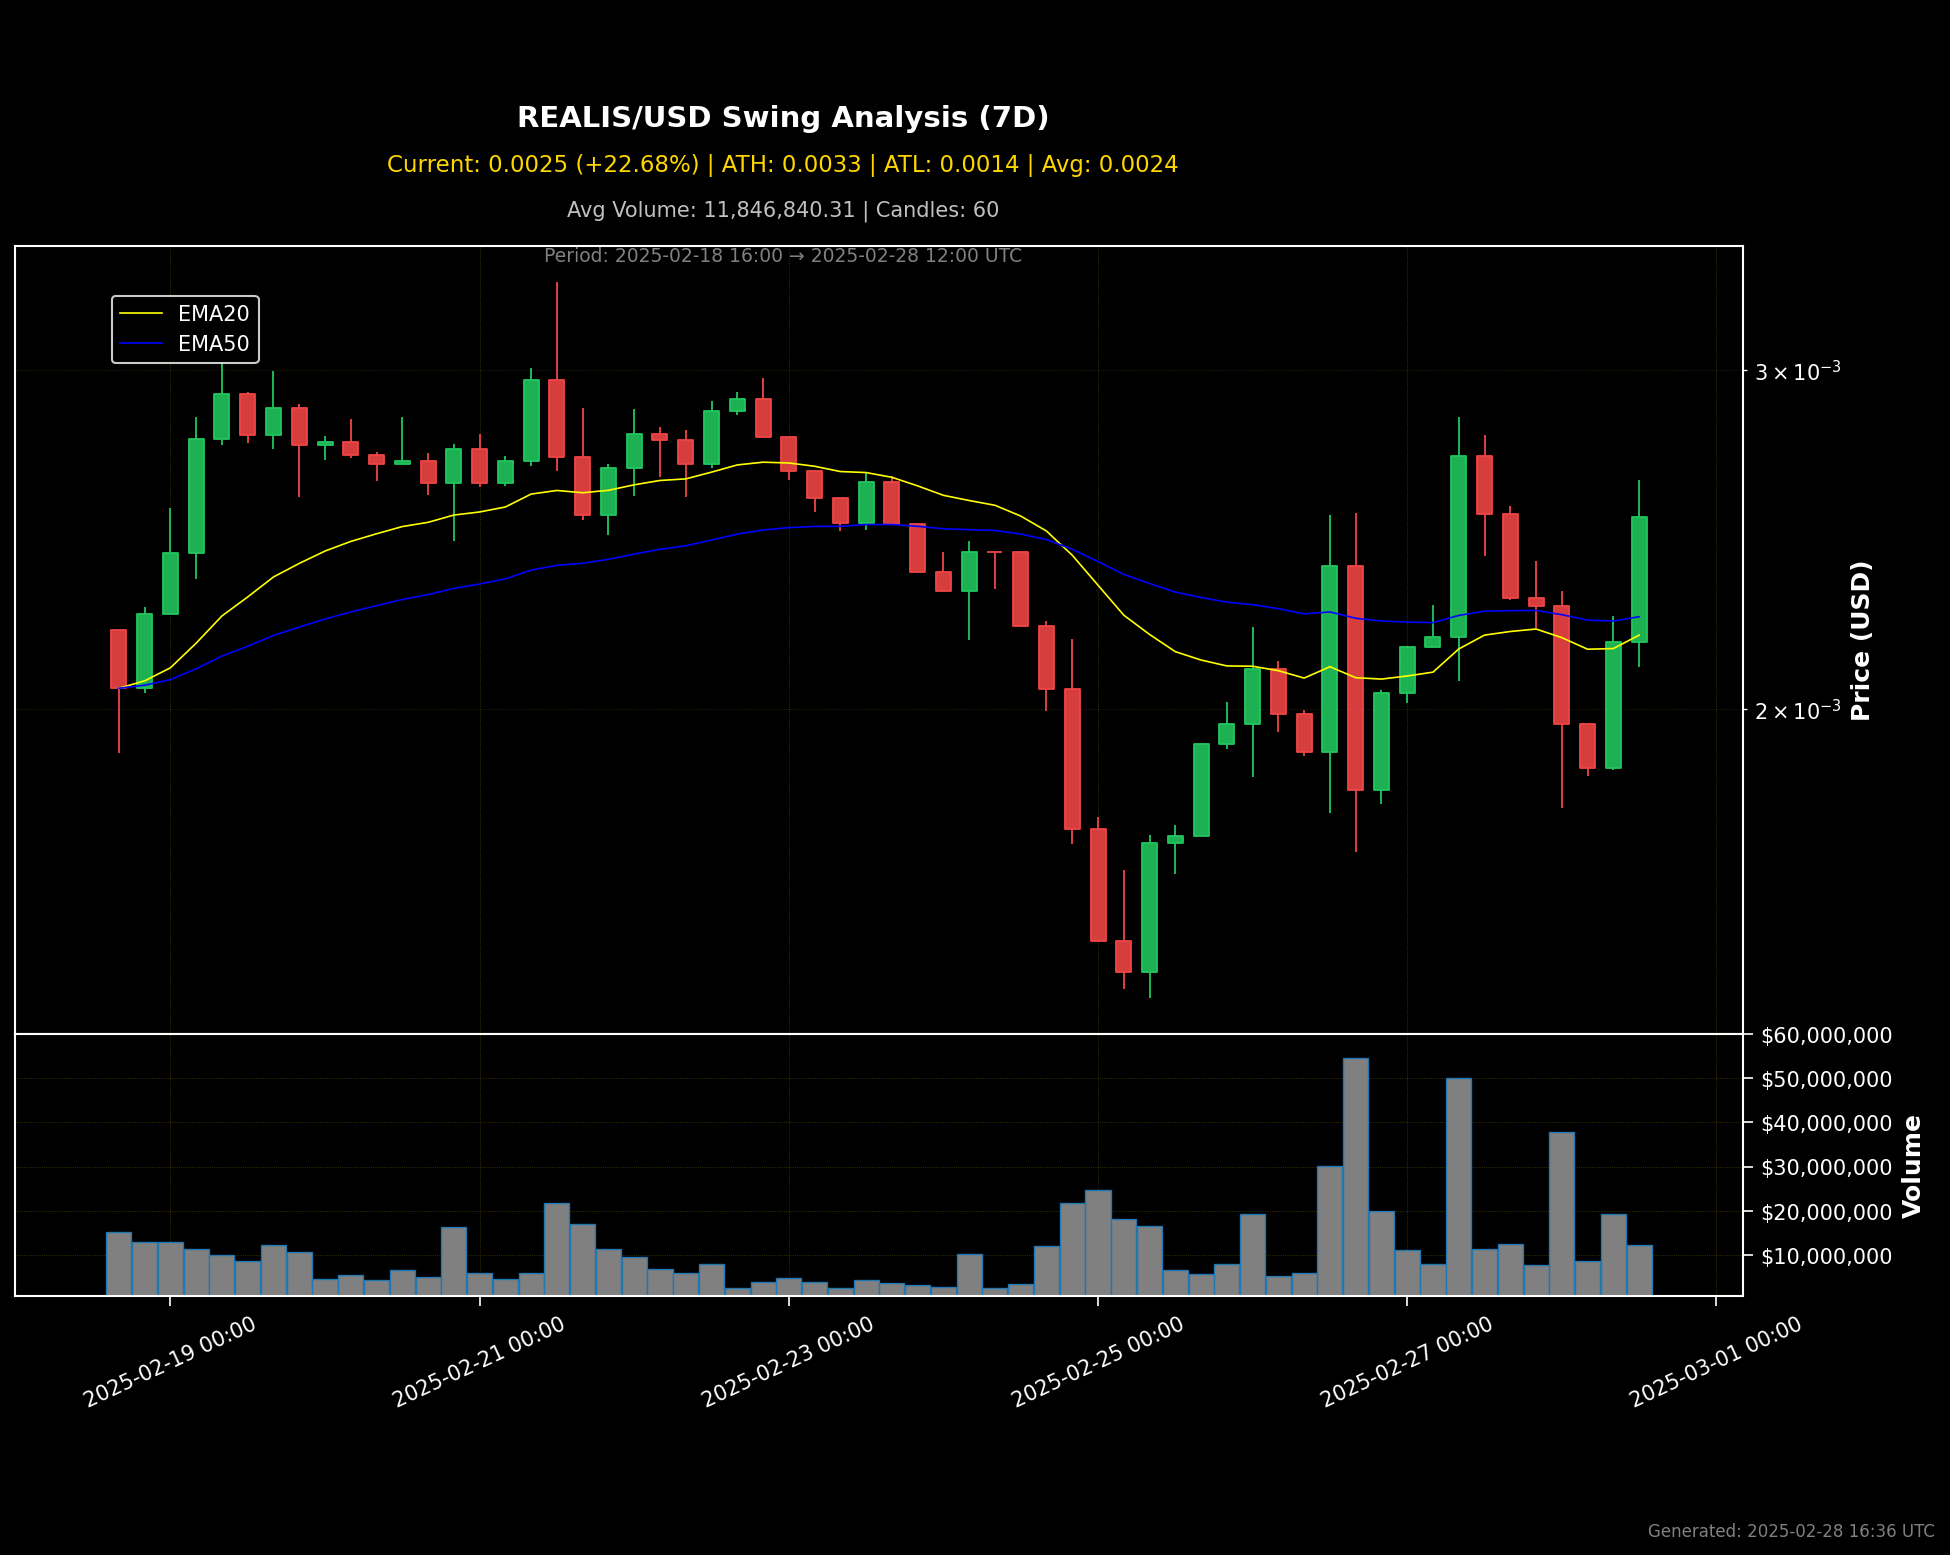 REALIS/USD Swing Analysis (7D)
Current: 0.0025 (+22.68%) | ATH: 0.0033 | ATL: 0.0014 | Avg: 0.0024
Avg Volume: 11,846,840.31 | Candles: 60
Period: 2025-02-18 16:00 → 2025-02-28 12:00 UTC
EMA20
EMA50
3 × 10⁻³
2 × 10⁻³
Price (USD)
$60,000,000
$50,000,000
$40,000,000
$30,000,000
$20,000,000
$10,000,000
Volume
2025-02-19 00:00
2025-02-21 00:00
2025-02-23 00:00
2025-02-25 00:00
2025-02-27 00:00
2025-03-01 00:00
Generated: 2025-02-28 16:36 UTC